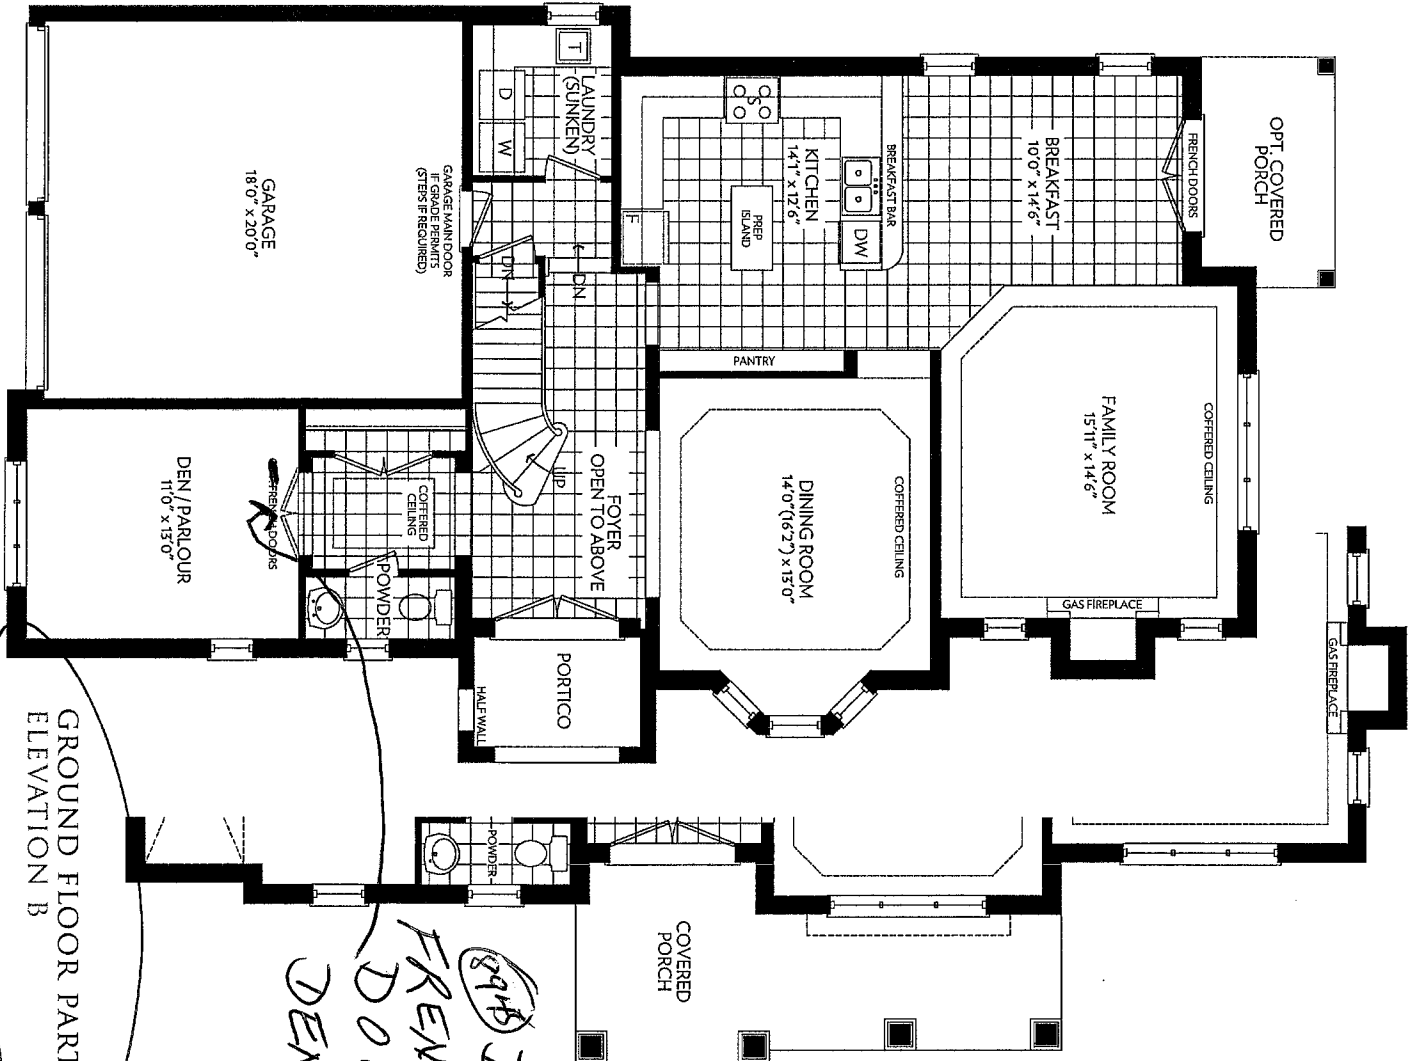 OPT. COVERED
PORCH
FRENCH DOORS
BREAKFAST
10'0" x 14'6"
BREAKFAST BAR
KITCHEN
14'1" x 12'6"
PREP
ISLAND
DW
S
F
LAUNDRY
(SUNKEN)
T
D
W
GARAGE MAN DOOR
IF GRADE PERMITS
(STEPS IF REQUIRED)
GARAGE
18'0" x 20'0"
DN
DN
UP
PANTRY
COFFERED CEILING
FAMILY ROOM
15'11" x 14'6"
GAS FIREPLACE
COFFERED CEILING
DINING ROOM
14'0"(16'2") x 13'0"
FOYER
OPEN TO ABOVE
COFFERED
CEILING
POWDER
DEN / PARLOUR
11'0" x 13'0"
PORTICO
HALF WALL
GAS FIREPLACE
POWDER
COVERED
PORCH
GROUND FLOOR PART
ELEVATION B
FREN
DO
DEN